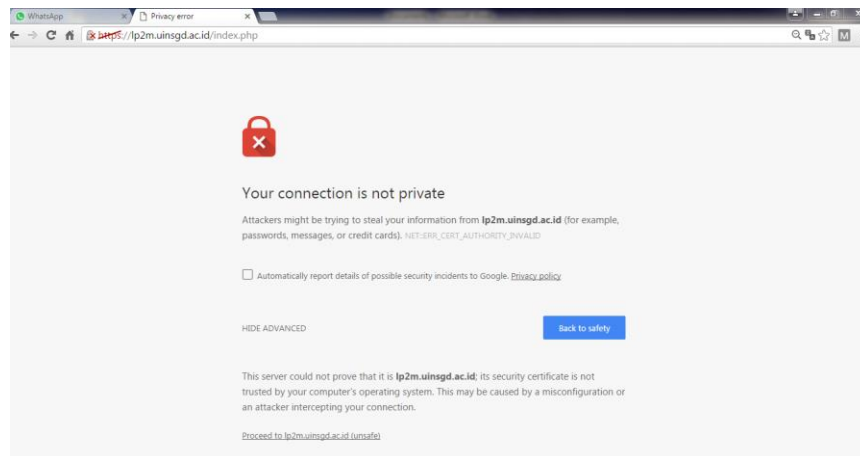 WhatsApp
Privacy error
https://lp2m.uinsgd.ac.id/index.php
M
Your connection is not private
Attackers might be trying to steal your information from lp2m.uinsgd.ac.id (for example,
passwords, messages, or credit cards). NET::ERR_CERT_AUTHORITY_INVALID
Automatically report details of possible security incidents to Google. Privacy policy
HIDE ADVANCED
Back to safety
This server could not prove that it is lp2m.uinsgd.ac.id; its security certificate is not
trusted by your computer's operating system. This may be caused by a misconfiguration or
an attacker intercepting your connection.
Proceed to lp2m.uinsgd.ac.id (unsafe)